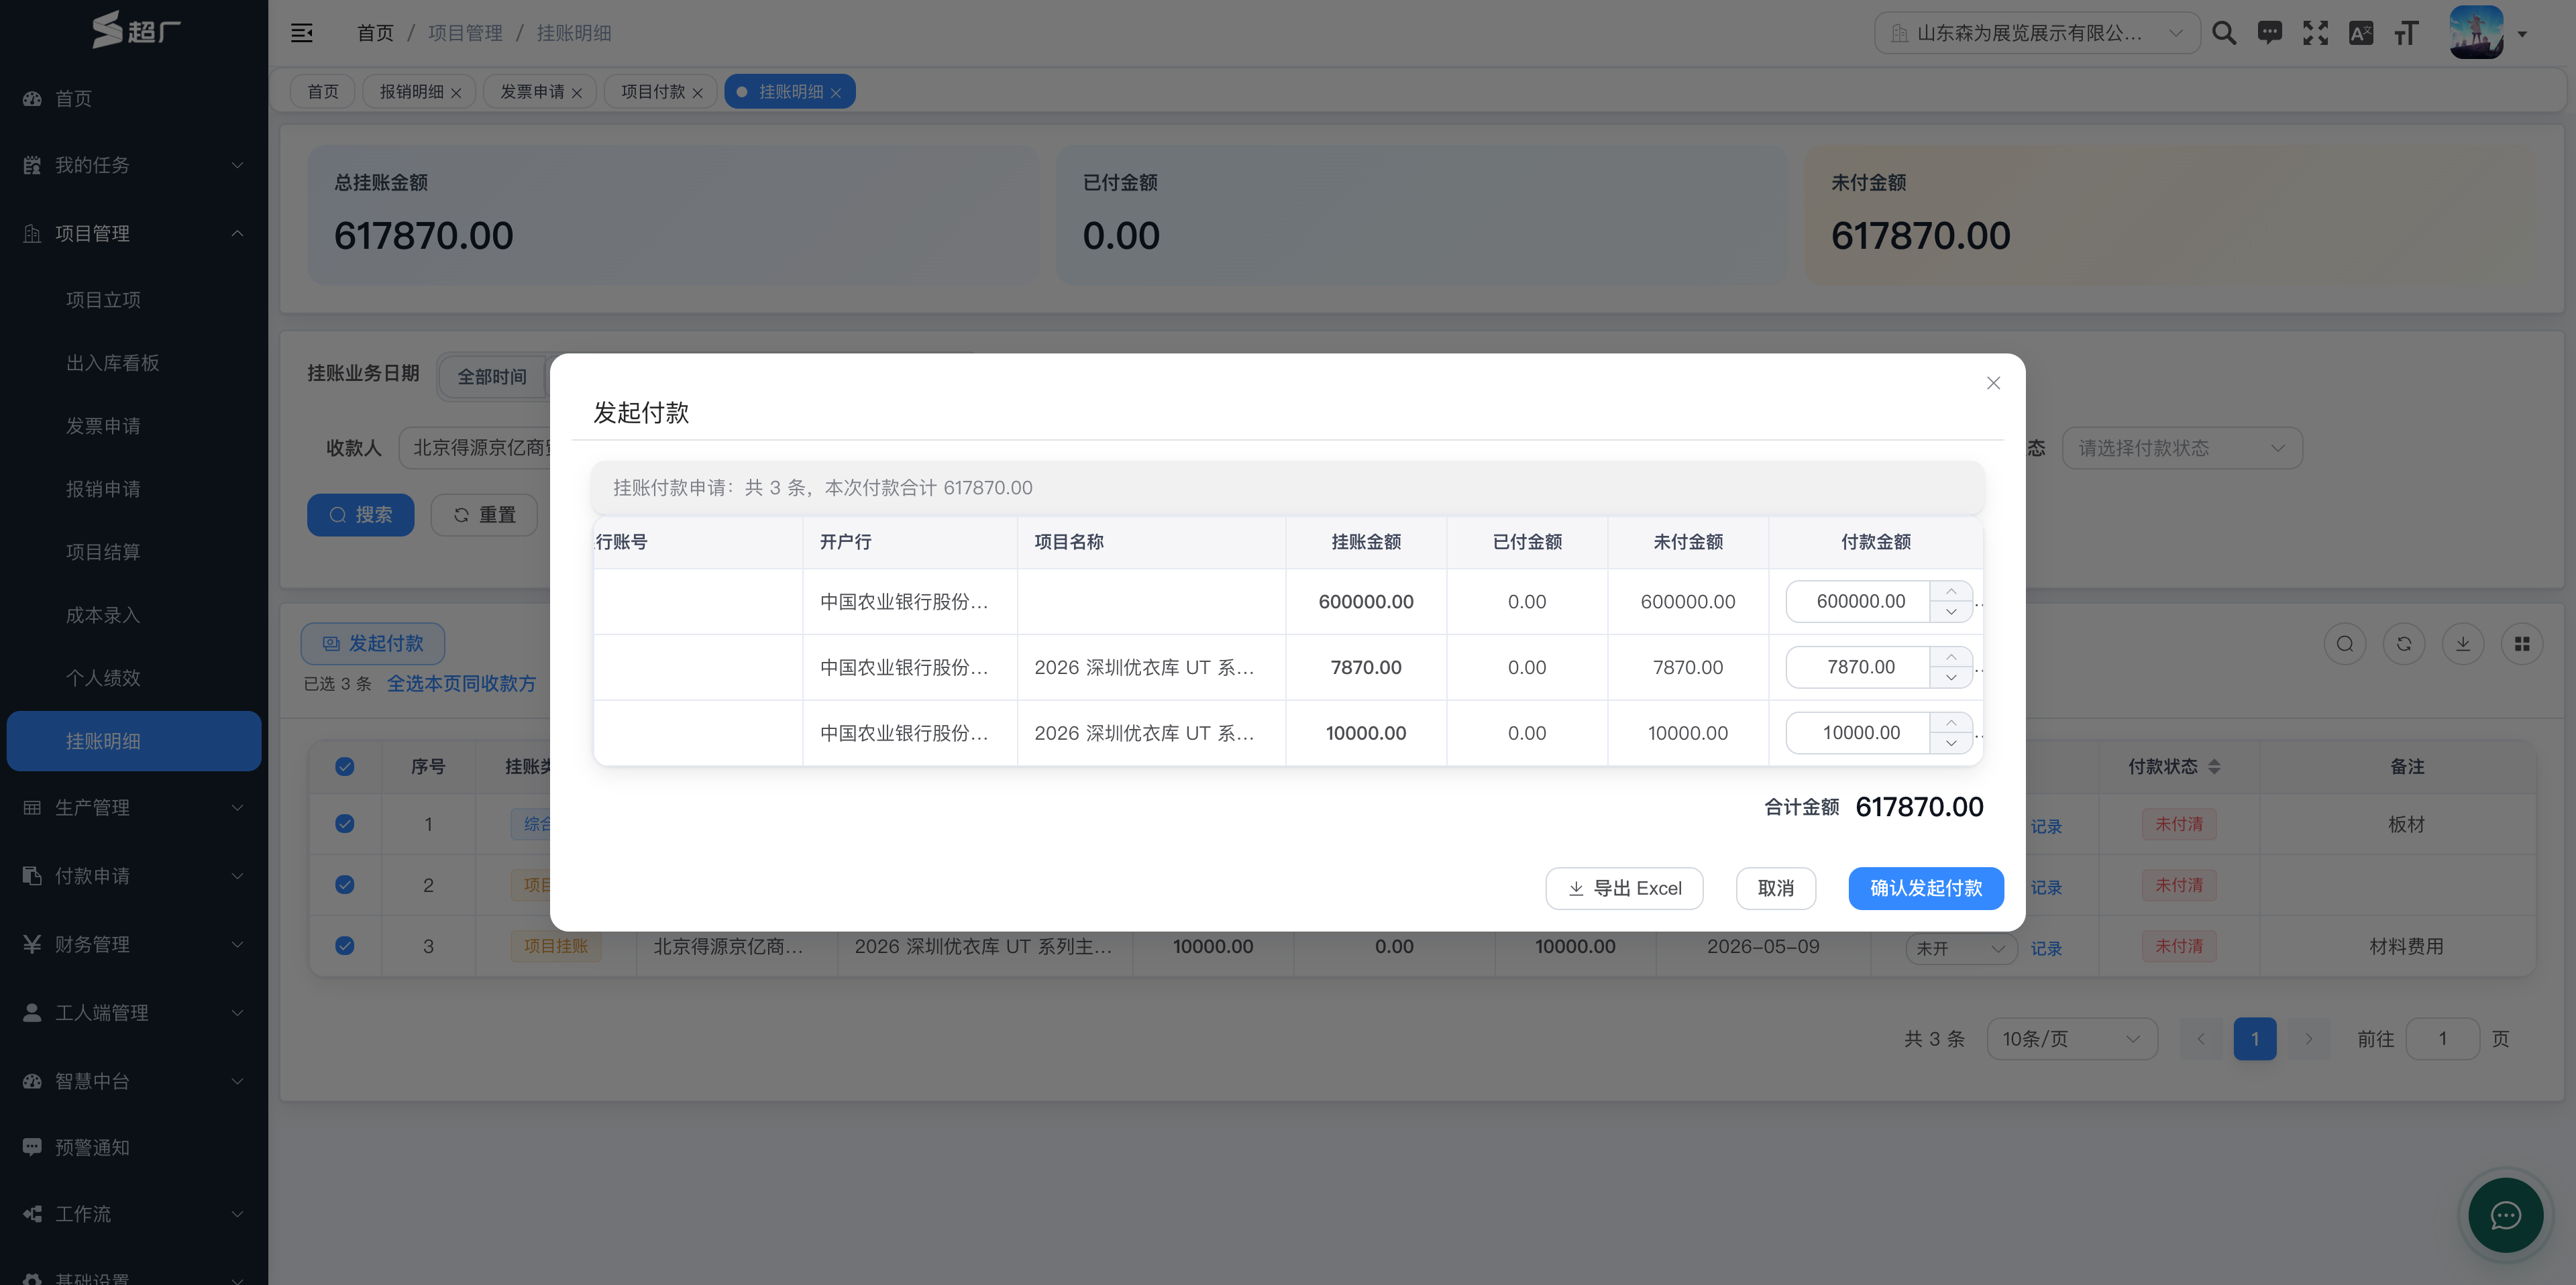 超厂
首页 / 项目管理 / 挂账明细
山东森为展览展示有限公...
首页
报销明细
发票申请
项目付款
挂账明细
首页
我的任务
项目管理
项目立项
出入库看板
发票申请
报销申请
项目结算
成本录入
个人绩效
挂账明细
生产管理
付款申请
财务管理
工人端管理
智慧中台
预警通知
工作流
基础设置
总挂账金额
617870.00
已付金额
0.00
未付金额
617870.00
挂账业务日期
全部时间
收款人
北京得源京亿商
态
请选择付款状态
搜索
重置
发起付款
已选 3 条
全选本页同收款方
发起付款
挂账付款申请：共 3 条，本次付款合计 617870.00
行账号 开户行 项目名称 挂账金额 已付金额 未付金额 付款金额
中国农业银行股份... 600000.00 0.00 600000.00 600000.00
中国农业银行股份... 2026 深圳优衣库 UT 系... 7870.00 0.00 7870.00 7870.00
中国农业银行股份... 2026 深圳优衣库 UT 系... 10000.00 0.00 10000.00 10000.00
合计金额 617870.00
导出 Excel
取消
确认发起付款
序号 挂账类 付款状态 备注
1 综合 记录 未付清 板材
2 项目 记录 未付清
3 项目挂账 北京得源京亿商... 2026 深圳优衣库 UT 系列主... 10000.00 0.00 10000.00 2026-05-09 未开 记录 未付清 材料费用
共 3 条
10条/页
1
前往 1 页